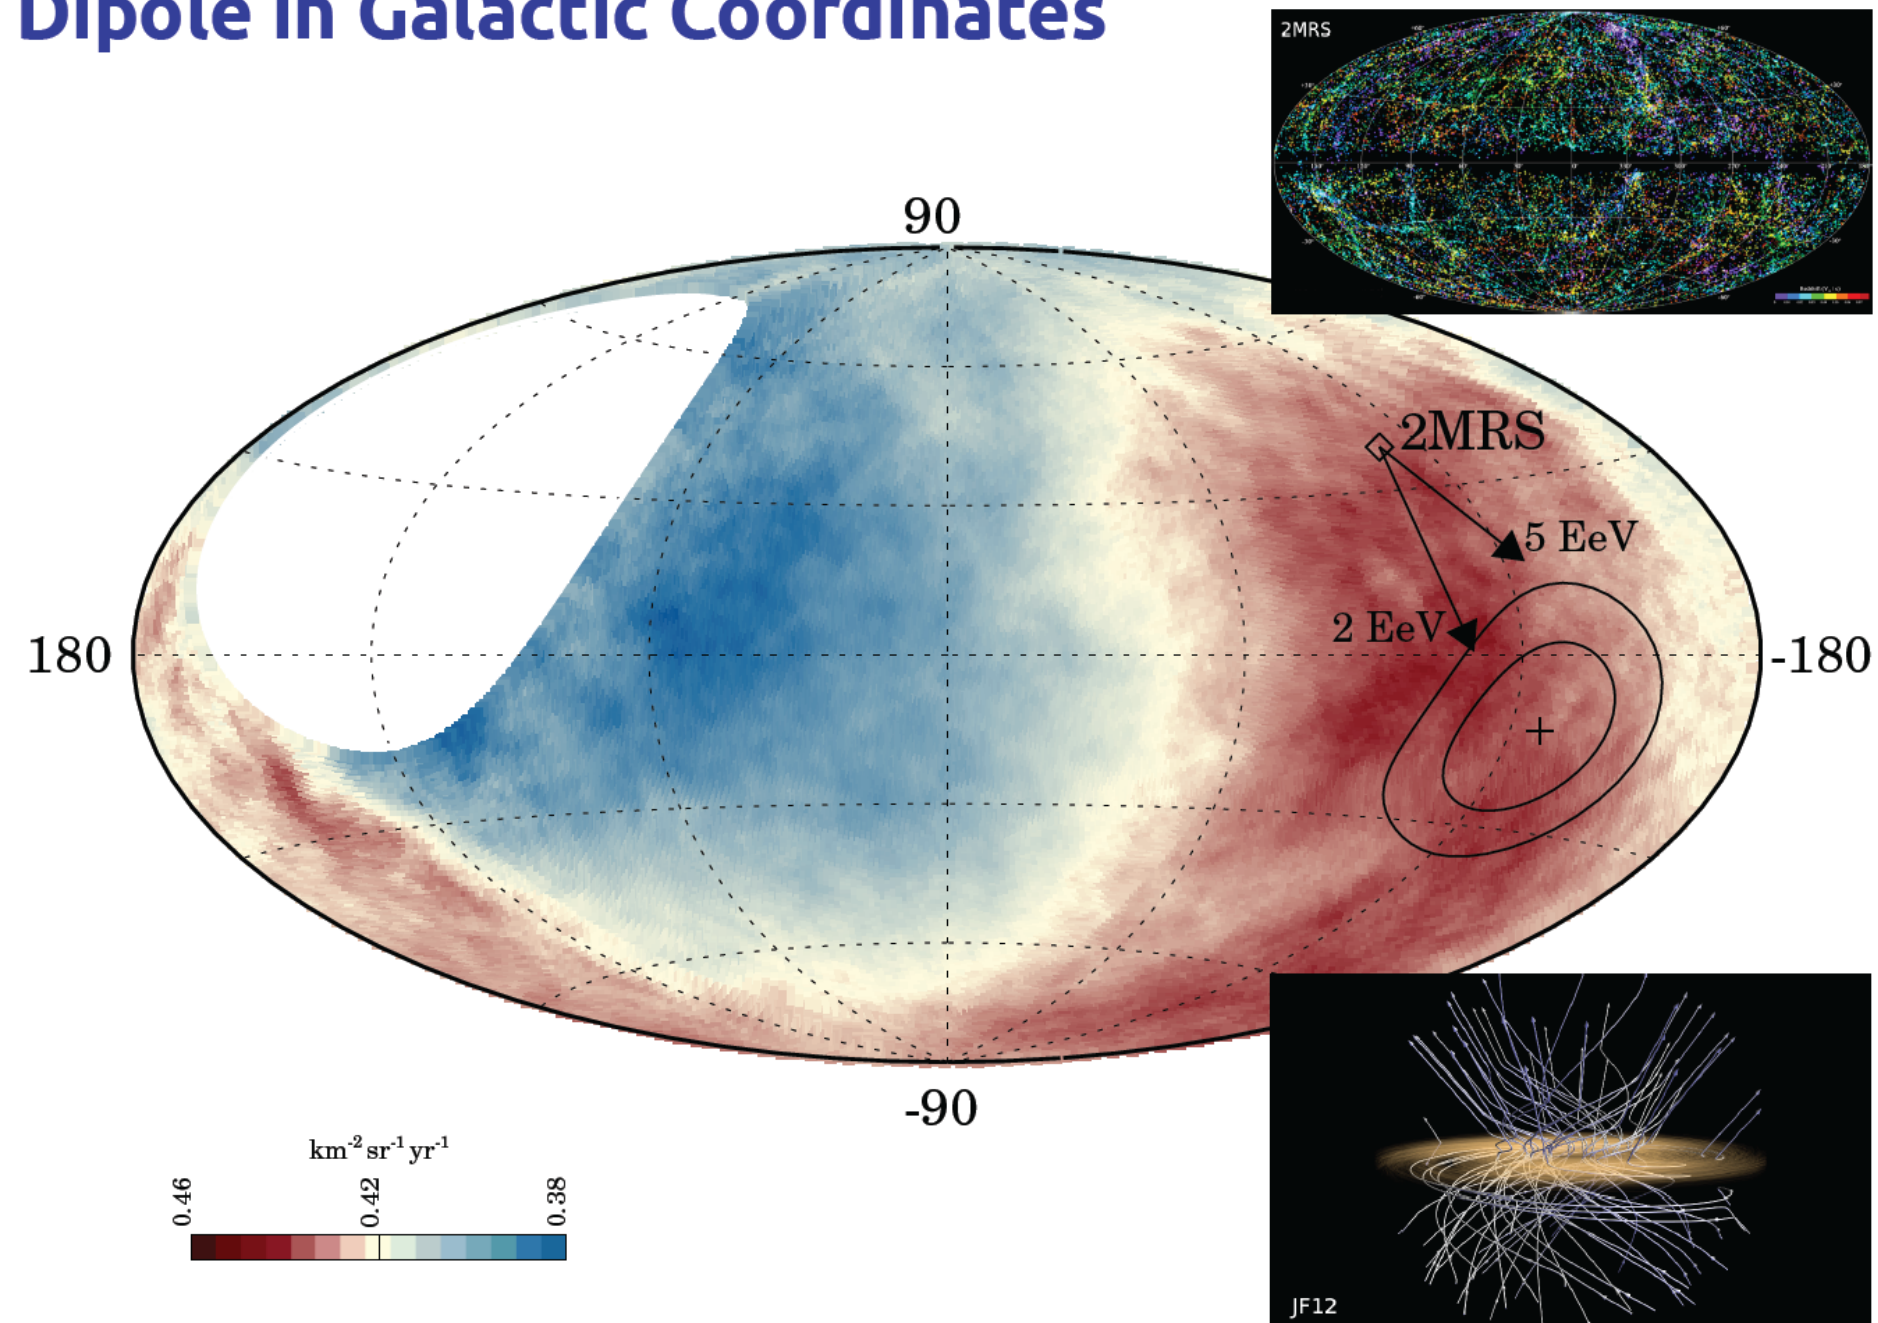 Dipole in Galactic Coordinates
2MRS
90
2MRS
5 EeV
2 EeV
180
-180
-90
km⁻² sr⁻¹ yr⁻¹
0.46
0.42
0.38
JF12